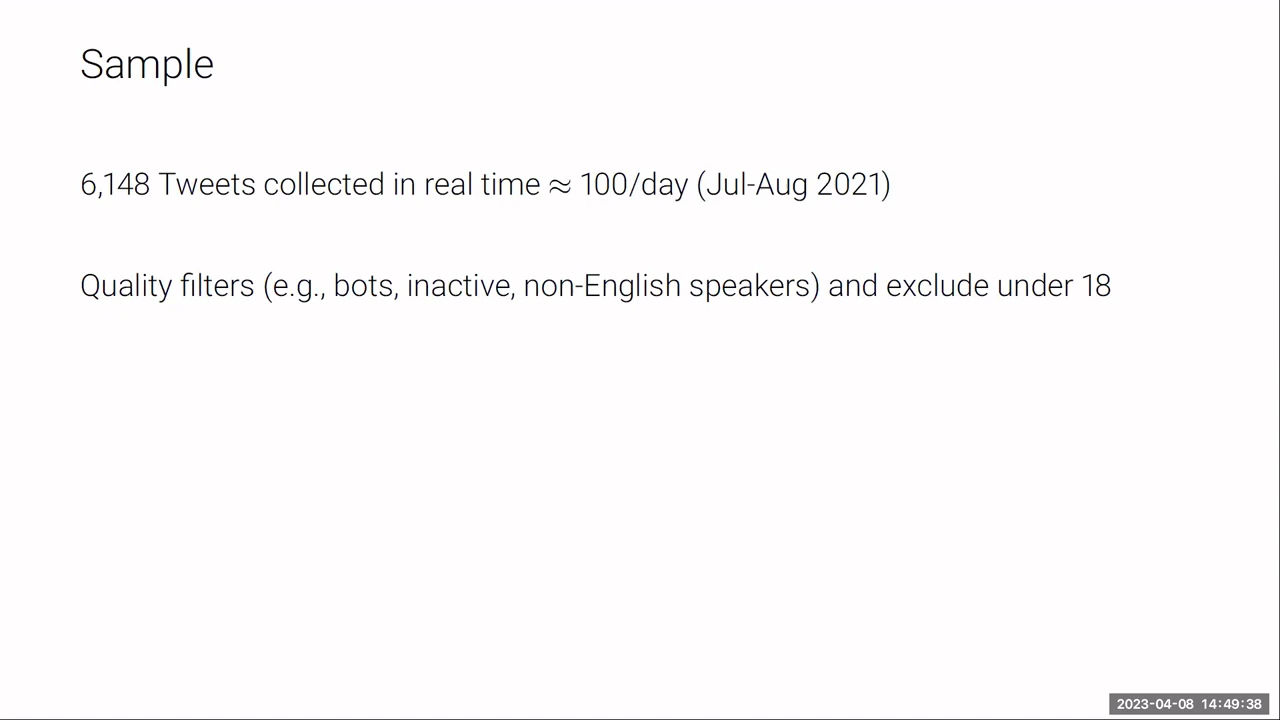 Sample
6,148 Tweets collected in real time ≈ 100/day (Jul-Aug 2021)
Quality filters (e.g., bots, inactive, non-English speakers) and exclude under 18
2023-04-08 14:49:38